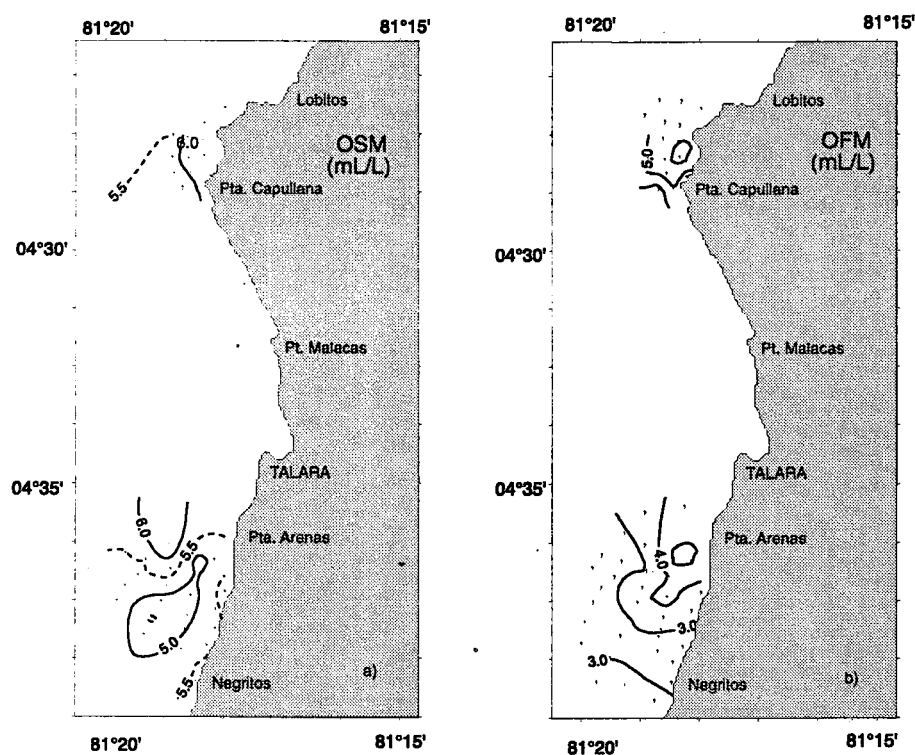 81°20'
81°15'
Lobitos
OSM
(mL/L)
6.0
5.5
Pta. Capullana
04°30'
Pt. Malacas
TALARA
04°35'
6.0
5.5
Pta. Arenas
5.0
5.5
Negritos
a)
81°20'
81°15'
81°20'
81°15'
Lobitos
OFM
(mL/L)
5.0
Pta. Capullana
04°30'
Pt. Malacas
TALARA
04°35'
4.0
Pta. Arenas
3.0
3.0
Negritos
b)
81°20'
81°15'